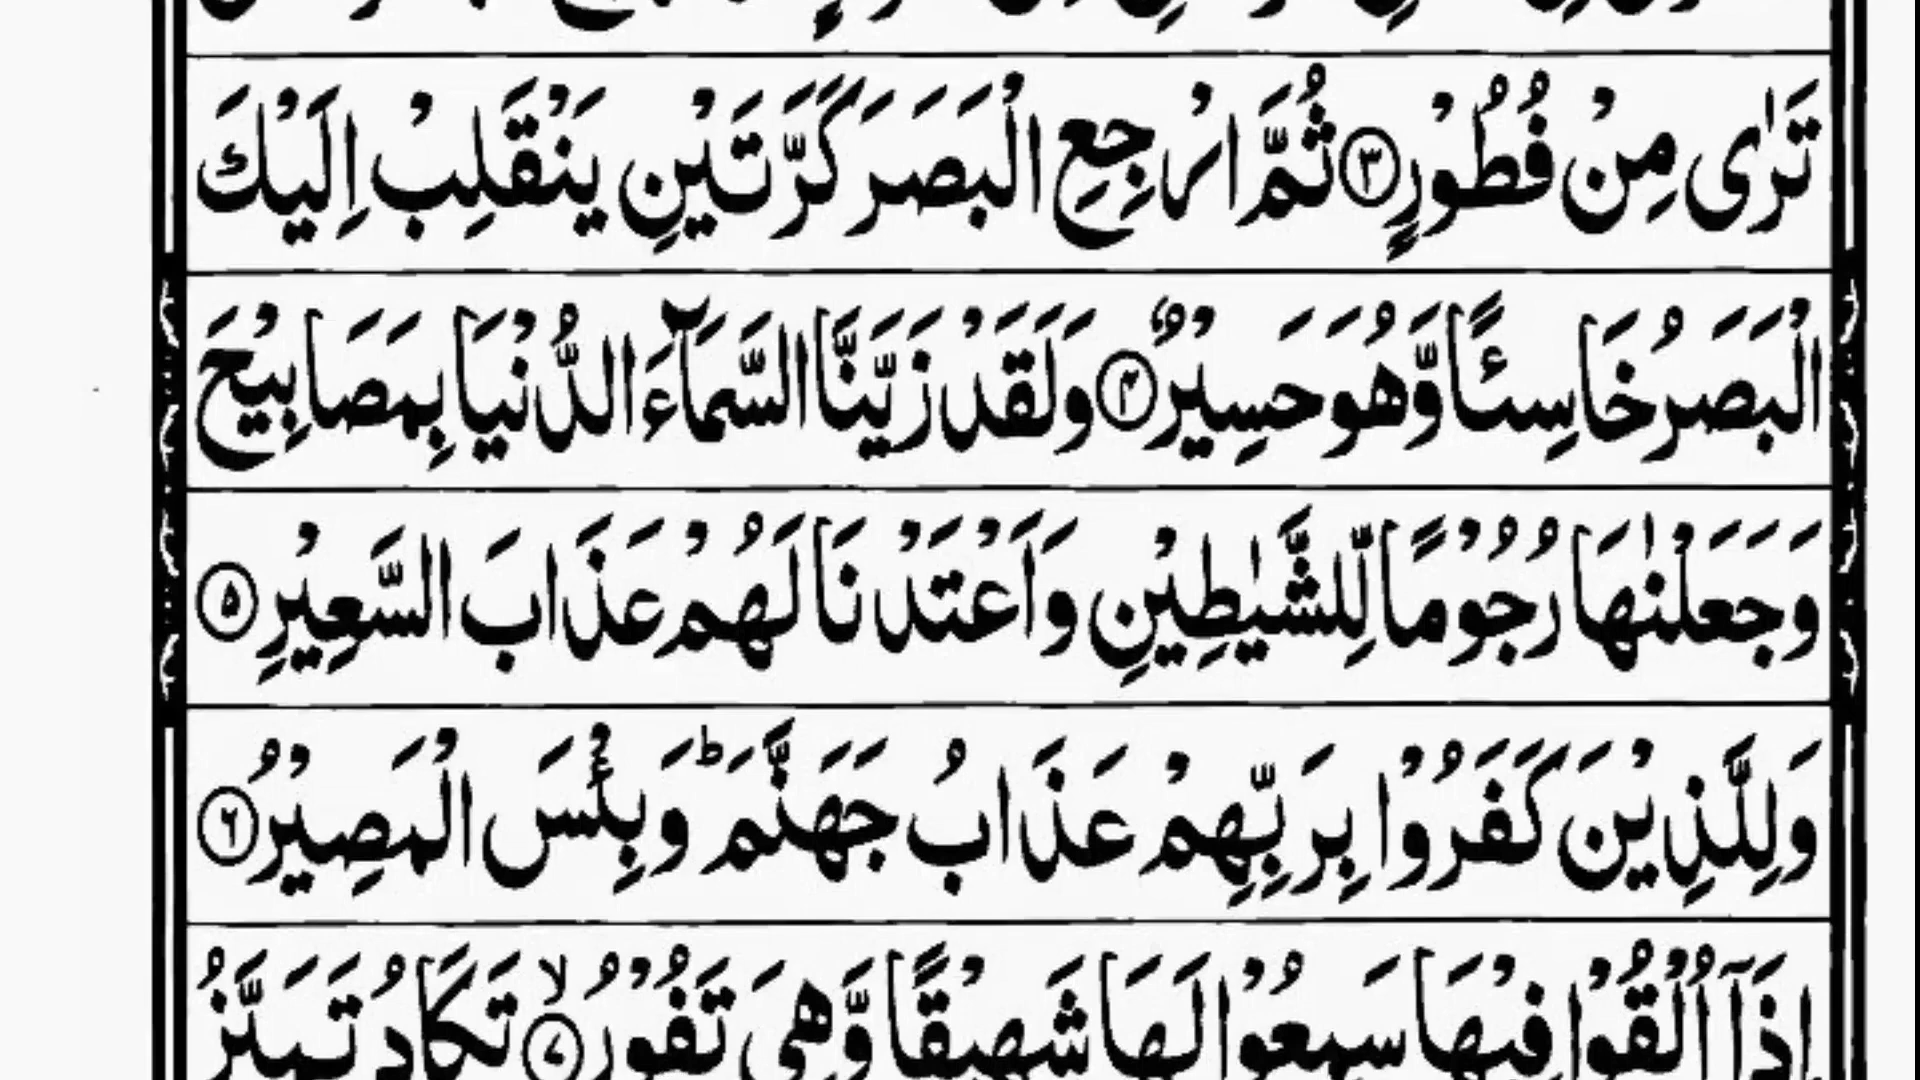 تَرٰى مِنْ فُطُوْرٍ ﴿۳﴾ ثُمَّ ارْجِعِ الْبَصَرَ كَرَّتَيْنِ يَنْقَلِبْ اِلَيْكَ
الْبَصَرُ خَاسِئًا وَّهُوَ حَسِيْرٌ ﴿۴﴾ وَلَقَدْ زَيَّنَّا السَّمَآءَ الدُّنْيَا بِمَصَابِيْحَ
وَجَعَلْنٰهَا رُجُوْمًا لِّلشَّيٰطِيْنِ وَاَعْتَدْنَا لَهُمْ عَذَابَ السَّعِيْرِ ﴿۵﴾
وَلِلَّذِيْنَ كَفَرُوْا بِرَبِّهِمْ عَذَابُ جَهَنَّمَ ؕ وَبِئْسَ الْمَصِيْرُ ﴿۶﴾
اِذَآ اُلْقُوْا فِيْهَا سَمِعُوْا لَهَا شَهِيْقًا وَّهِىَ تَفُوْرُ ۙ ﴿۷﴾ تَكَادُ تَمَيَّزُ